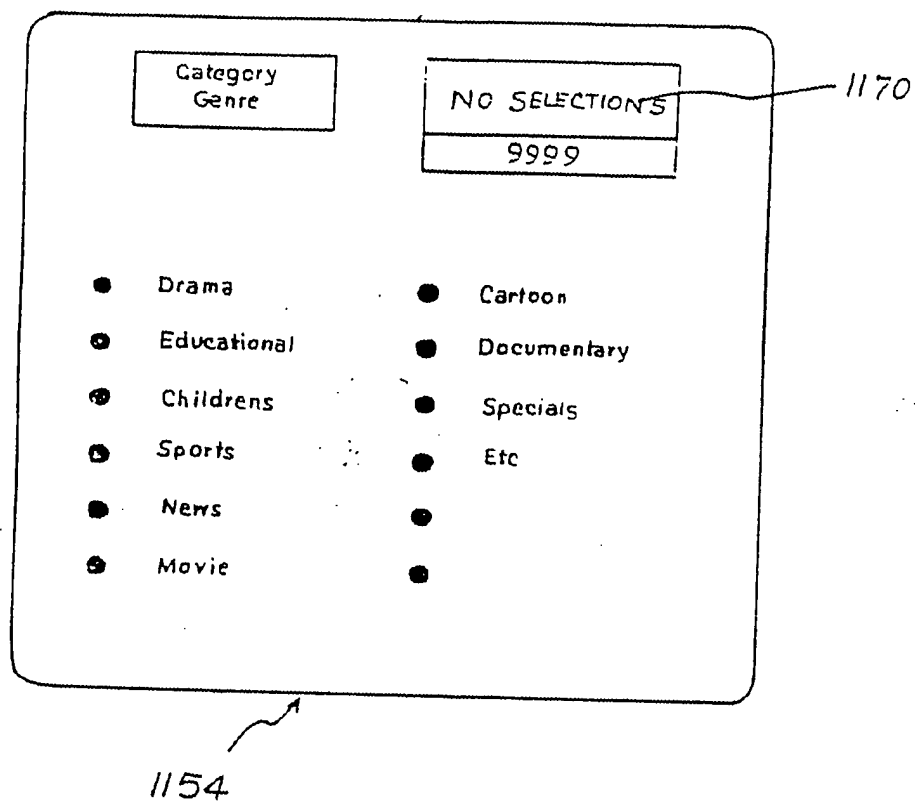 Category
Genre
NO SELECTIONS
9999
1170
Drama
Educational
Childrens
Sports
News
Movie
Cartoon
Documentary
Specials
Etc
1154